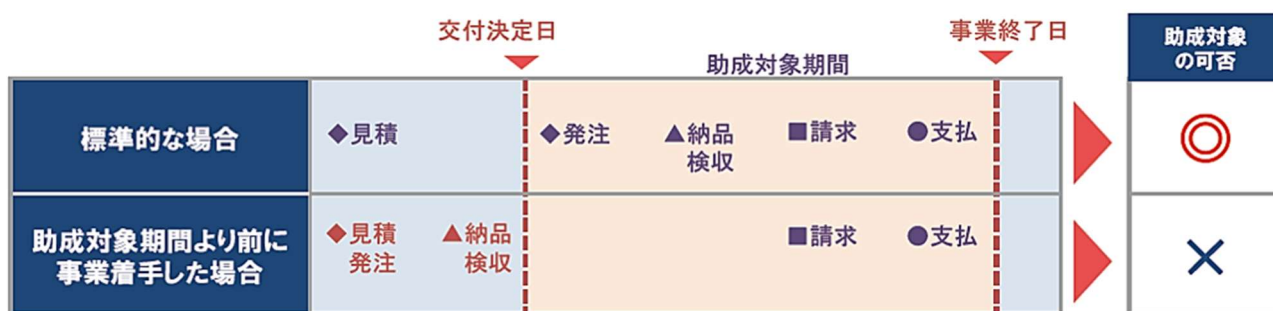 交付決定日
事業終了日
助成対象
の可否
助成対象期間
標準的な場合
◆見積
◆発注
▲納品
検収
■請求
●支払
◎
助成対象期間より前に
事業着手した場合
◆見積
発注
▲納品
検収
■請求
●支払
×